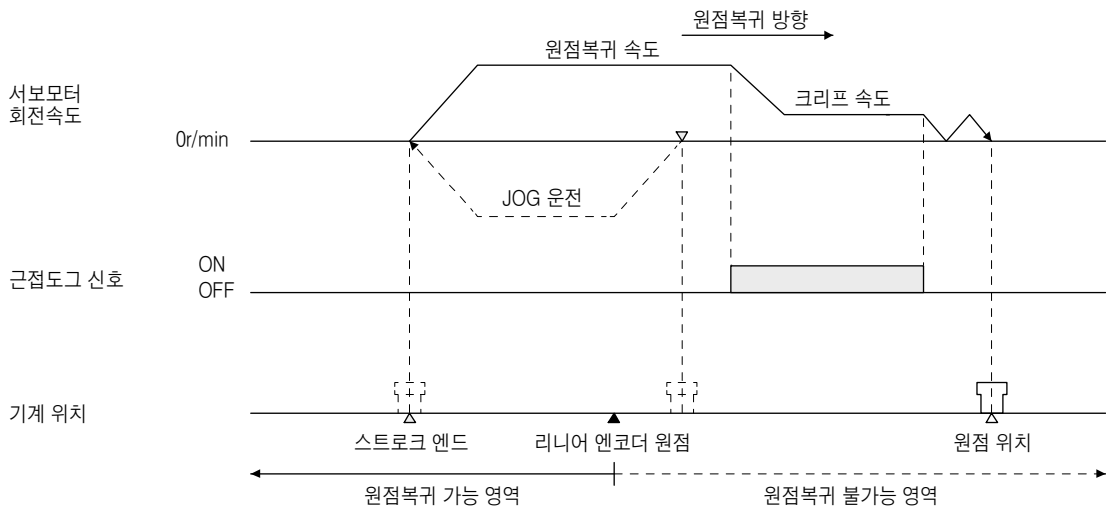 원점복귀 방향
원점복귀 속도
서보모터
회전속도
크리프 속도
0r/min
JOG 운전
근접도그 신호
ON
OFF
기계 위치
스트로크 엔드
리니어 엔코더 원점
원점 위치
원점복귀 가능 영역
원점복귀 불가능 영역